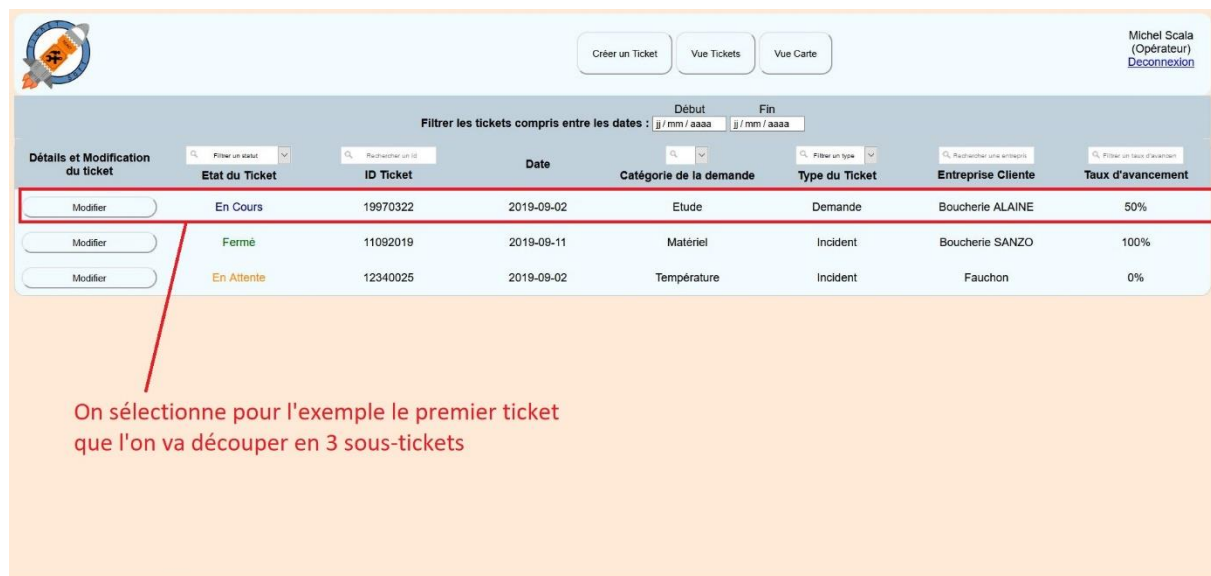 TICKET
Créer un Ticket
Vue Tickets
Vue Carte
Michel Scala
(Opérateur)
Deconnexion
Début Fin
Filtrer les tickets compris entre les dates : jj / mm / aaaa jj / mm / aaaa
Détails et Modification
du ticket
Filtrer un statut
Etat du Ticket
Rechercher un Id
ID Ticket
Date
Catégorie de la demande
Filtrer un type
Type du Ticket
Rechercher une entrepris
Entreprise Cliente
Filtrer un taux d'avancen
Taux d'avancement
Modifier En Cours 19970322 2019-09-02 Etude Demande Boucherie ALAINE 50%
Modifier Fermé 11092019 2019-09-11 Matériel Incident Boucherie SANZO 100%
Modifier En Attente 12340025 2019-09-02 Température Incident Fauchon 0%
On sélectionne pour l'exemple le premier ticket
que l'on va découper en 3 sous-tickets